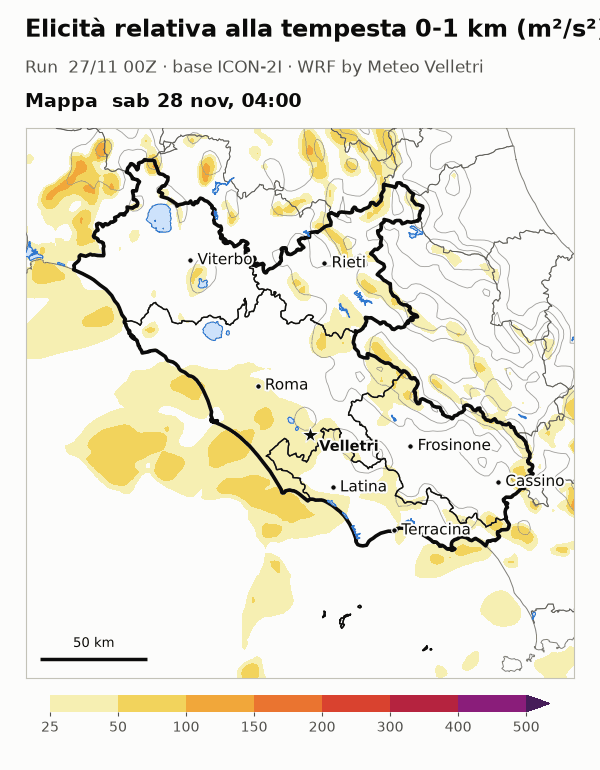 Elicità relativa alla tempesta 0-1 km (m²/s²)
Run 27/11 00Z · base ICON-2I · WRF by Meteo Velletri
Mappa sab 28 nov, 04:00
Viterbo
Rieti
Roma
Velletri
Frosinone
Cassino
Latina
Terracina
50 km
25 50 100 150 200 300 400 500